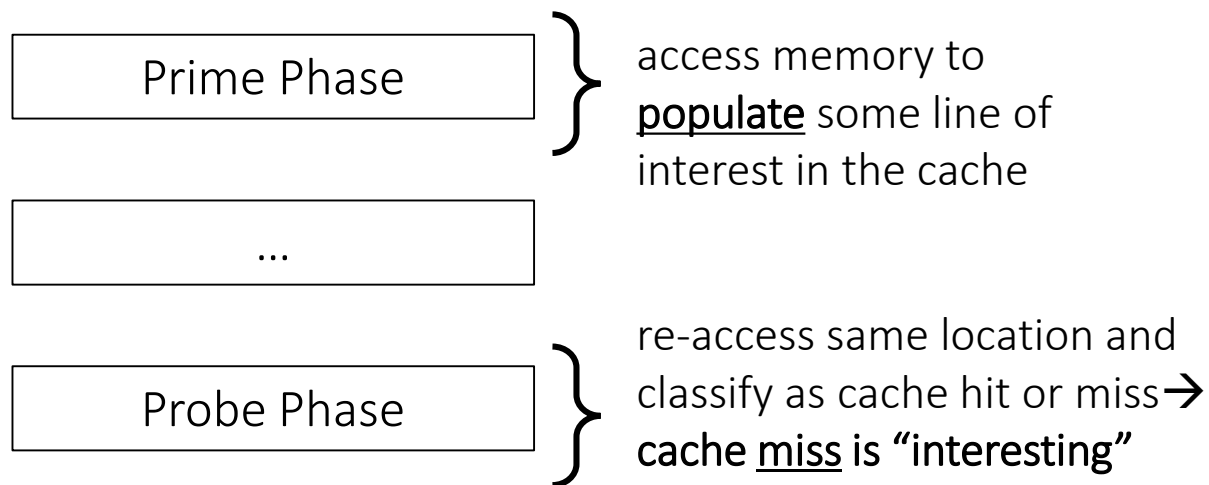 Prime Phase
access memory to
populate some line of
interest in the cache
...
Probe Phase
re-access same location and
classify as cache hit or miss→
cache miss is “interesting”